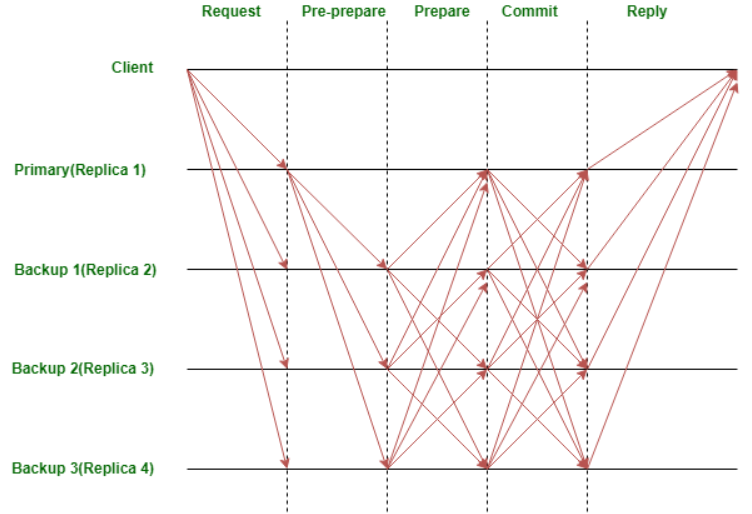 Request Pre-prepare Prepare Commit Reply
Client
Primary(Replica 1)
Backup 1(Replica 2)
Backup 2(Replica 3)
Backup 3(Replica 4)